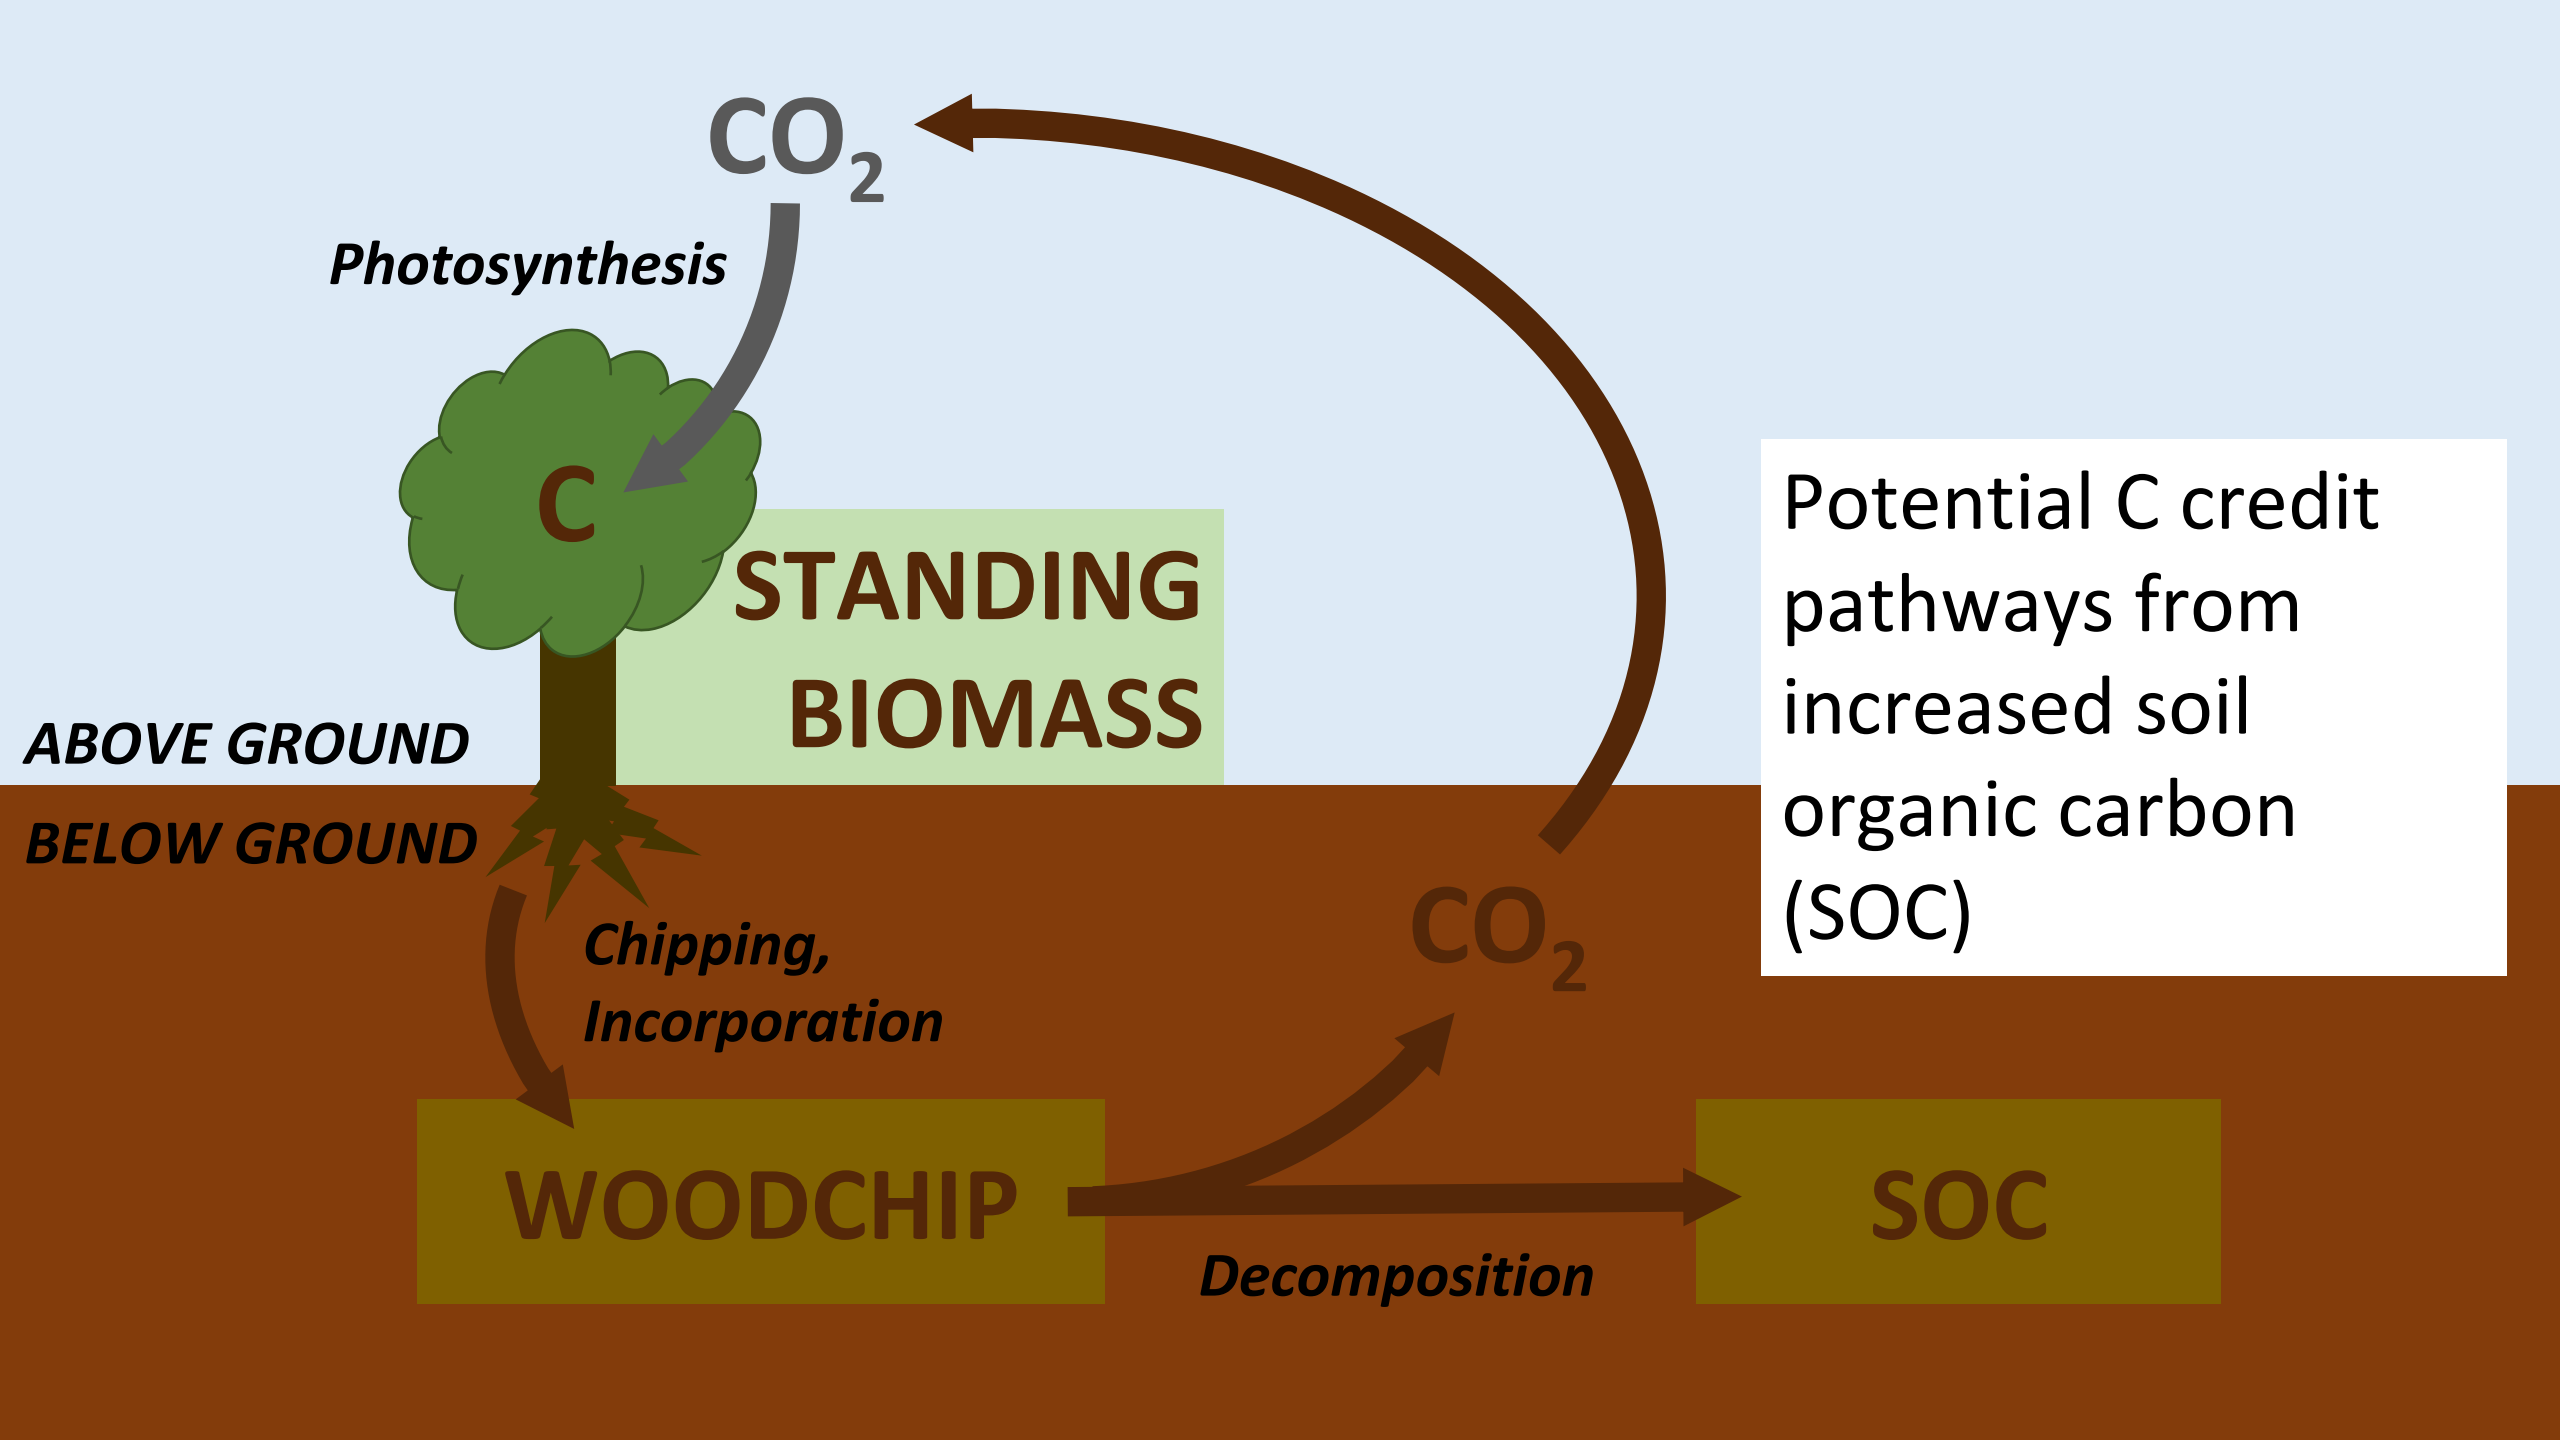 CO₂
Photosynthesis
C
STANDING
BIOMASS
ABOVE GROUND
BELOW GROUND
Potential C credit
pathways from
increased soil
organic carbon
(SOC)
Chipping,
Incorporation
CO₂
WOODCHIP
SOC
Decomposition